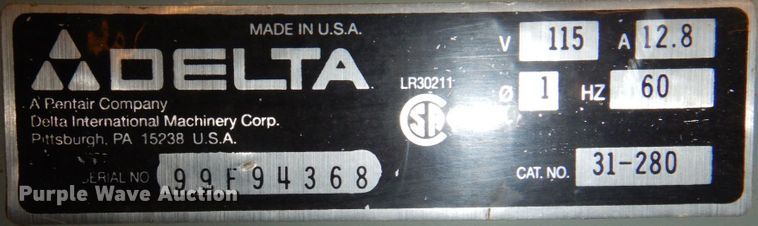 MADE IN U.S.A.
DELTA
A Pentair Company
Delta International Machinery Corp.
Pittsburgh, PA 15238 U.S.A.
SERIAL NO 99F94368
LR30211
V 115 A 12.8
Ø 1 HZ 60
CAT. NO. 31-280
Purple Wave Auction